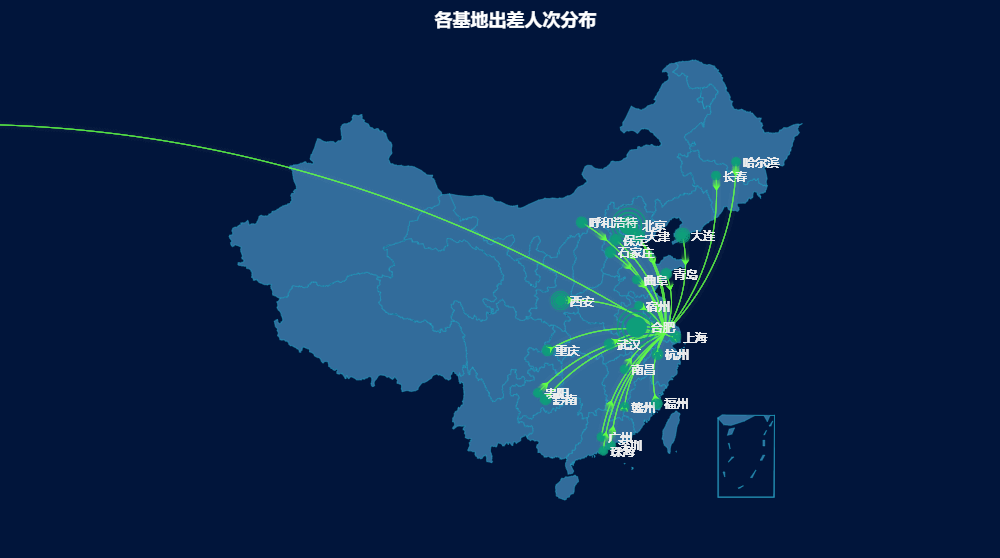 各基地出差人次分布
哈尔滨
长春
呼和浩特
北京
保定
天津
大连
石家庄
青岛
曲阜
西安
宿州
合肥
上海
武汉
重庆
杭州
南昌
贵阳
黔南
赣州
福州
广州
深圳
珠海